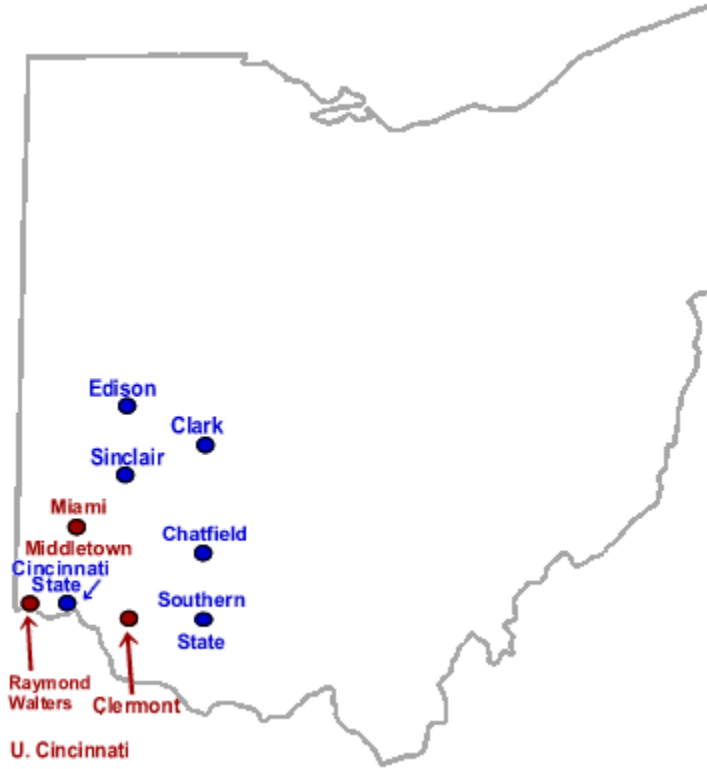 Edison
Clark
Sinclair
Miami
Middletown
Chatfield
Cincinnati
State
Southern
State
Raymond
Walters
Clermont
U. Cincinnati